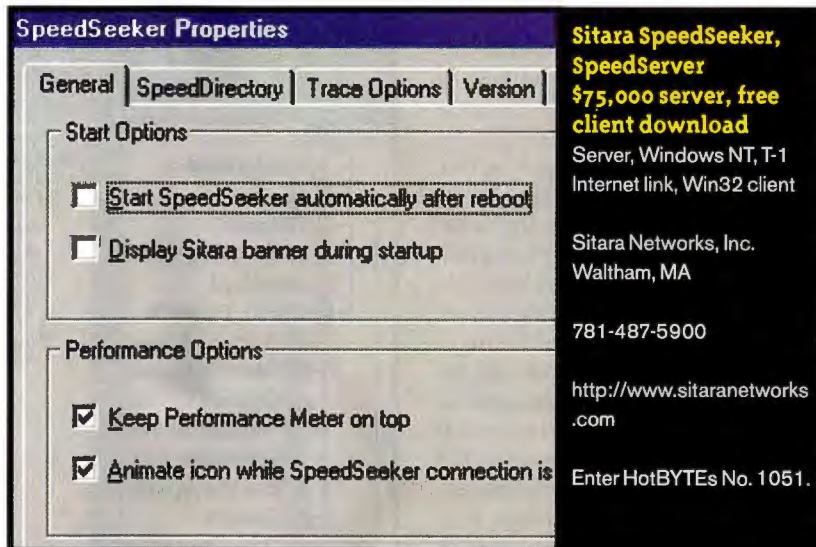 SpeedSeeker Properties
General SpeedDirectory Trace Options Version
Start Options
Start SpeedSeeker automatically after reboot
Display Sitara banner during startup
Performance Options
Keep Performance Meter on top
Animate icon while SpeedSeeker connection is
Sitara SpeedSeeker,
SpeedServer
$75,000 server, free
client download
Server, Windows NT, T-1
Internet link, Win32 client
Sitara Networks, Inc.
Waltham, MA
781-487-5900
http://www.sitaranetworks
.com
Enter HotBYTEs No. 1051.